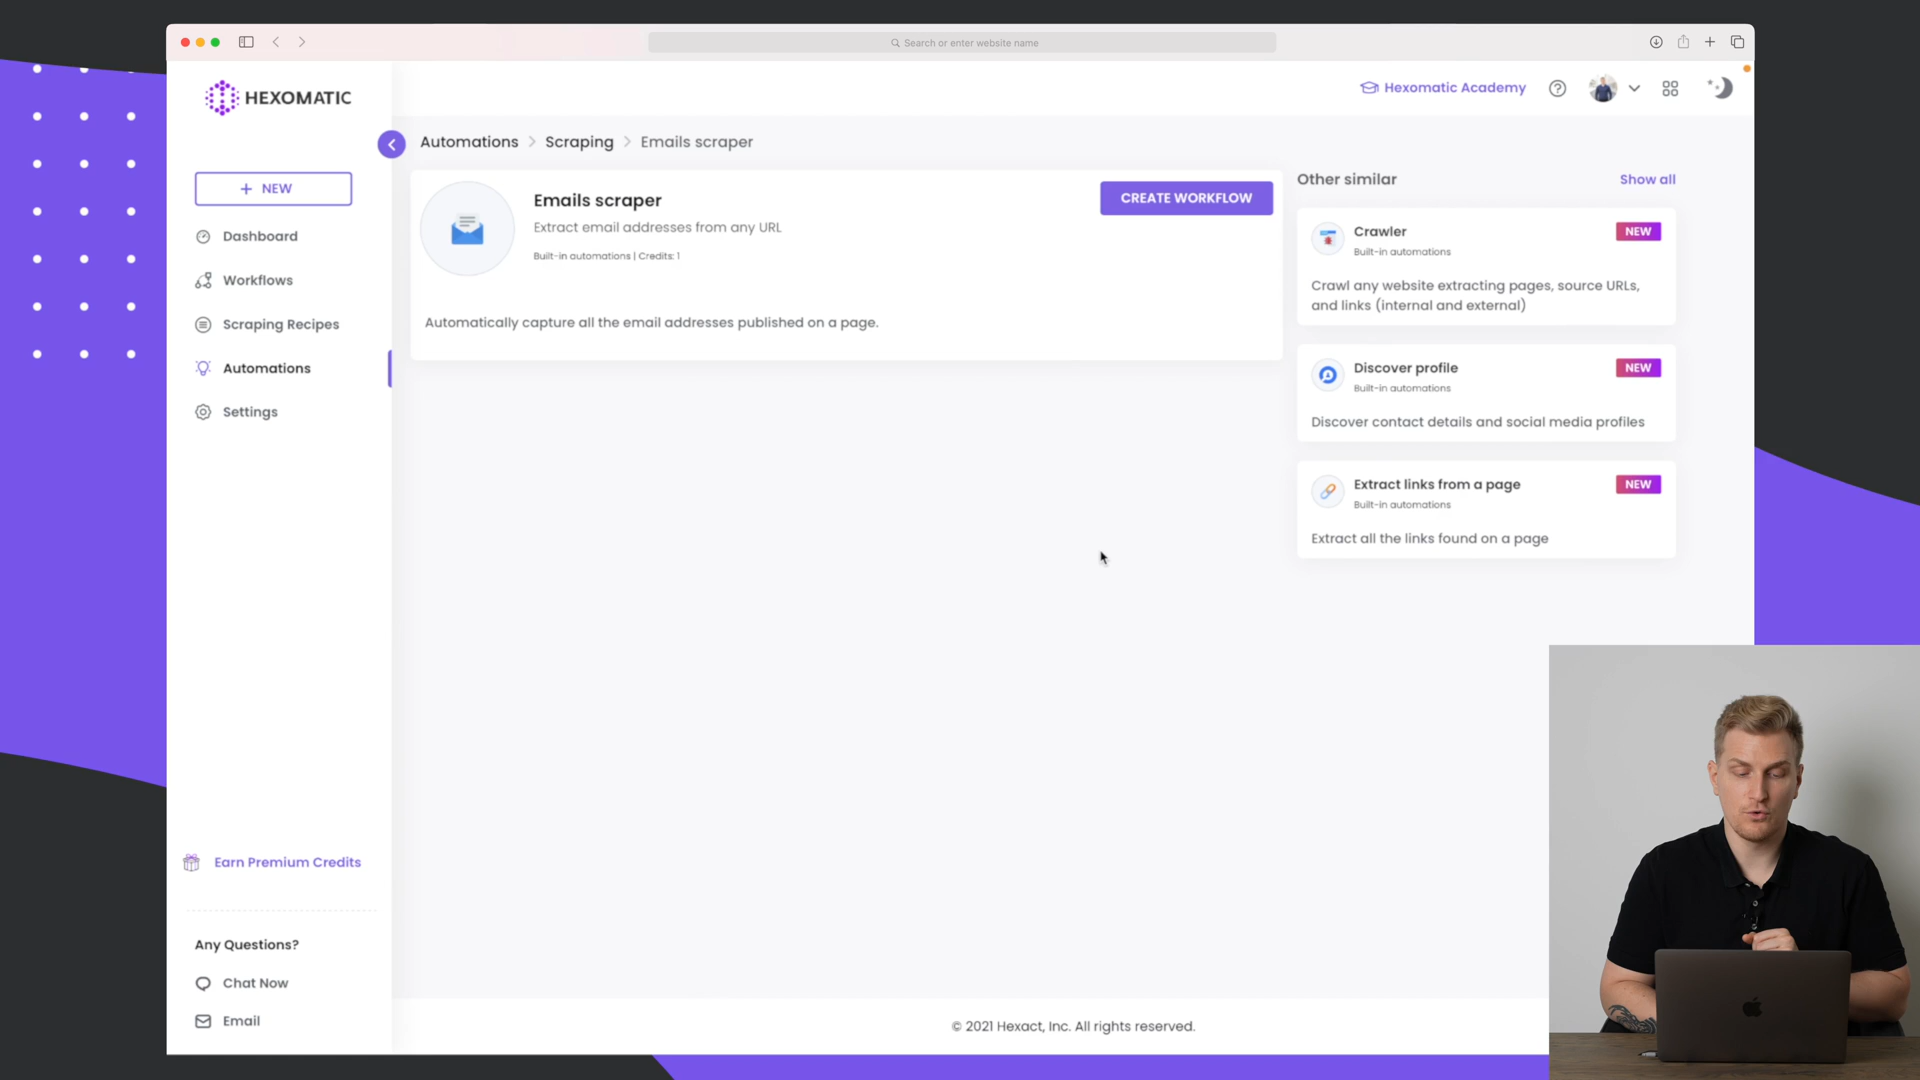 Search or enter website name
HEXOMATIC
Hexomatic Academy
Automations > Scraping > Emails scraper
+ NEW
Dashboard
Workflows
Scraping Recipes
Automations
Settings
Earn Premium Credits
Any Questions?
Chat Now
Email
Emails scraper
Extract email addresses from any URL
Built-in automations | Credits: 1
CREATE WORKFLOW
Automatically capture all the email addresses published on a page.
Other similar
Show all
Crawler
NEW
Built-in automations
Crawl any website extracting pages, source URLs,
and links (internal and external)
Discover profile
NEW
Built-in automations
Discover contact details and social media profiles
Extract links from a page
NEW
Built-in automations
Extract all the links found on a page
© 2021 Hexact, Inc. All rights reserved.